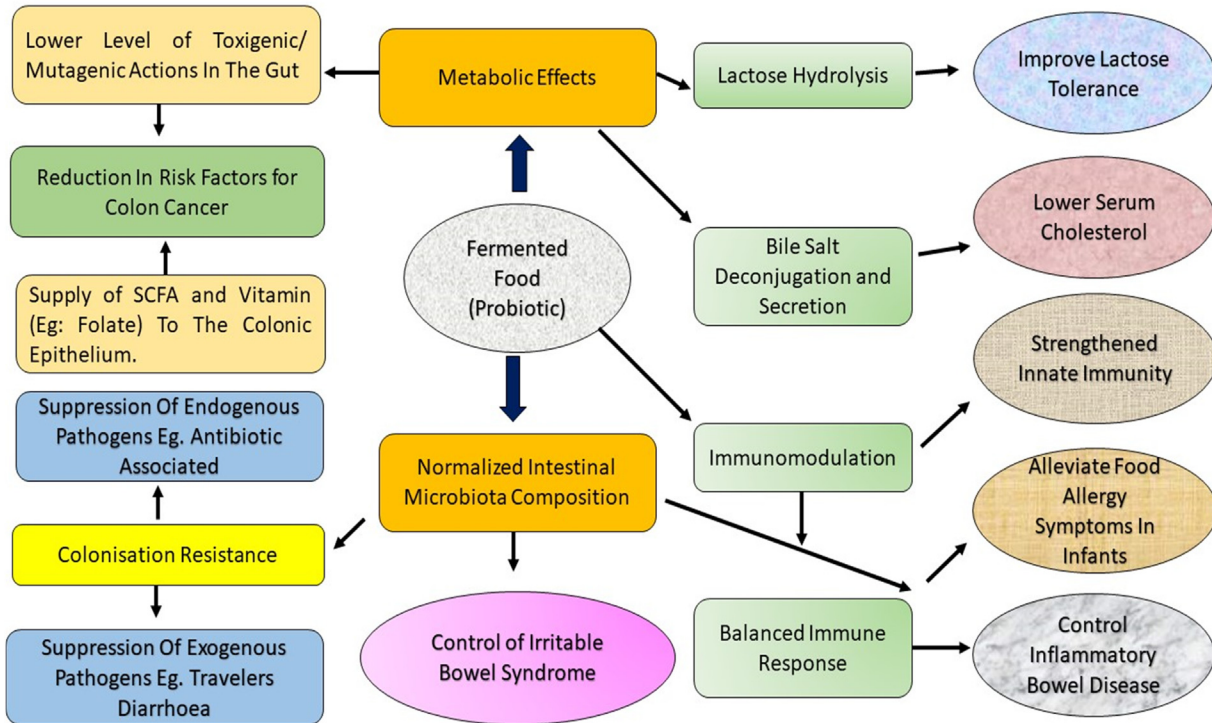 Lower Level of Toxigenic/
Mutagenic Actions In The Gut
Metabolic Effects
Lactose Hydrolysis
Improve Lactose
Tolerance
Reduction In Risk Factors for
Colon Cancer
Fermented
Food
(Probiotic)
Bile Salt
Deconjugation and
Secretion
Lower Serum
Cholesterol
Supply of SCFA and Vitamin
(Eg: Folate) To The Colonic
Epithelium.
Strengthened
Innate Immunity
Suppression Of Endogenous
Pathogens Eg. Antibiotic
Associated
Normalized Intestinal
Microbiota Composition
Immunomodulation
Alleviate Food
Allergy
Symptoms In
Infants
Colonisation Resistance
Suppression Of Exogenous
Pathogens Eg. Travelers
Diarrhoea
Control of Irritable
Bowel Syndrome
Balanced Immune
Response
Control
Inflammatory
Bowel Disease